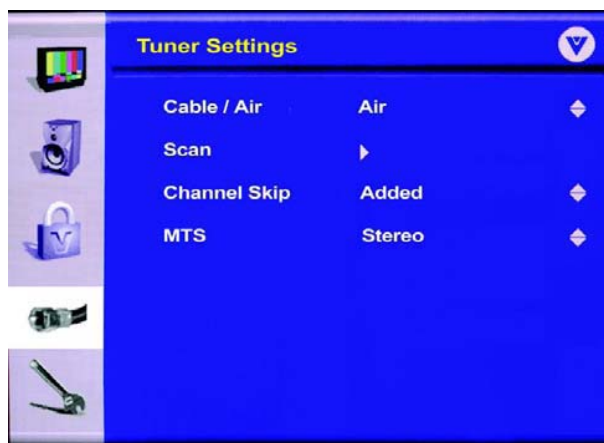 Tuner Settings
Cable / Air Air
Scan
Channel Skip Added
MTS Stereo